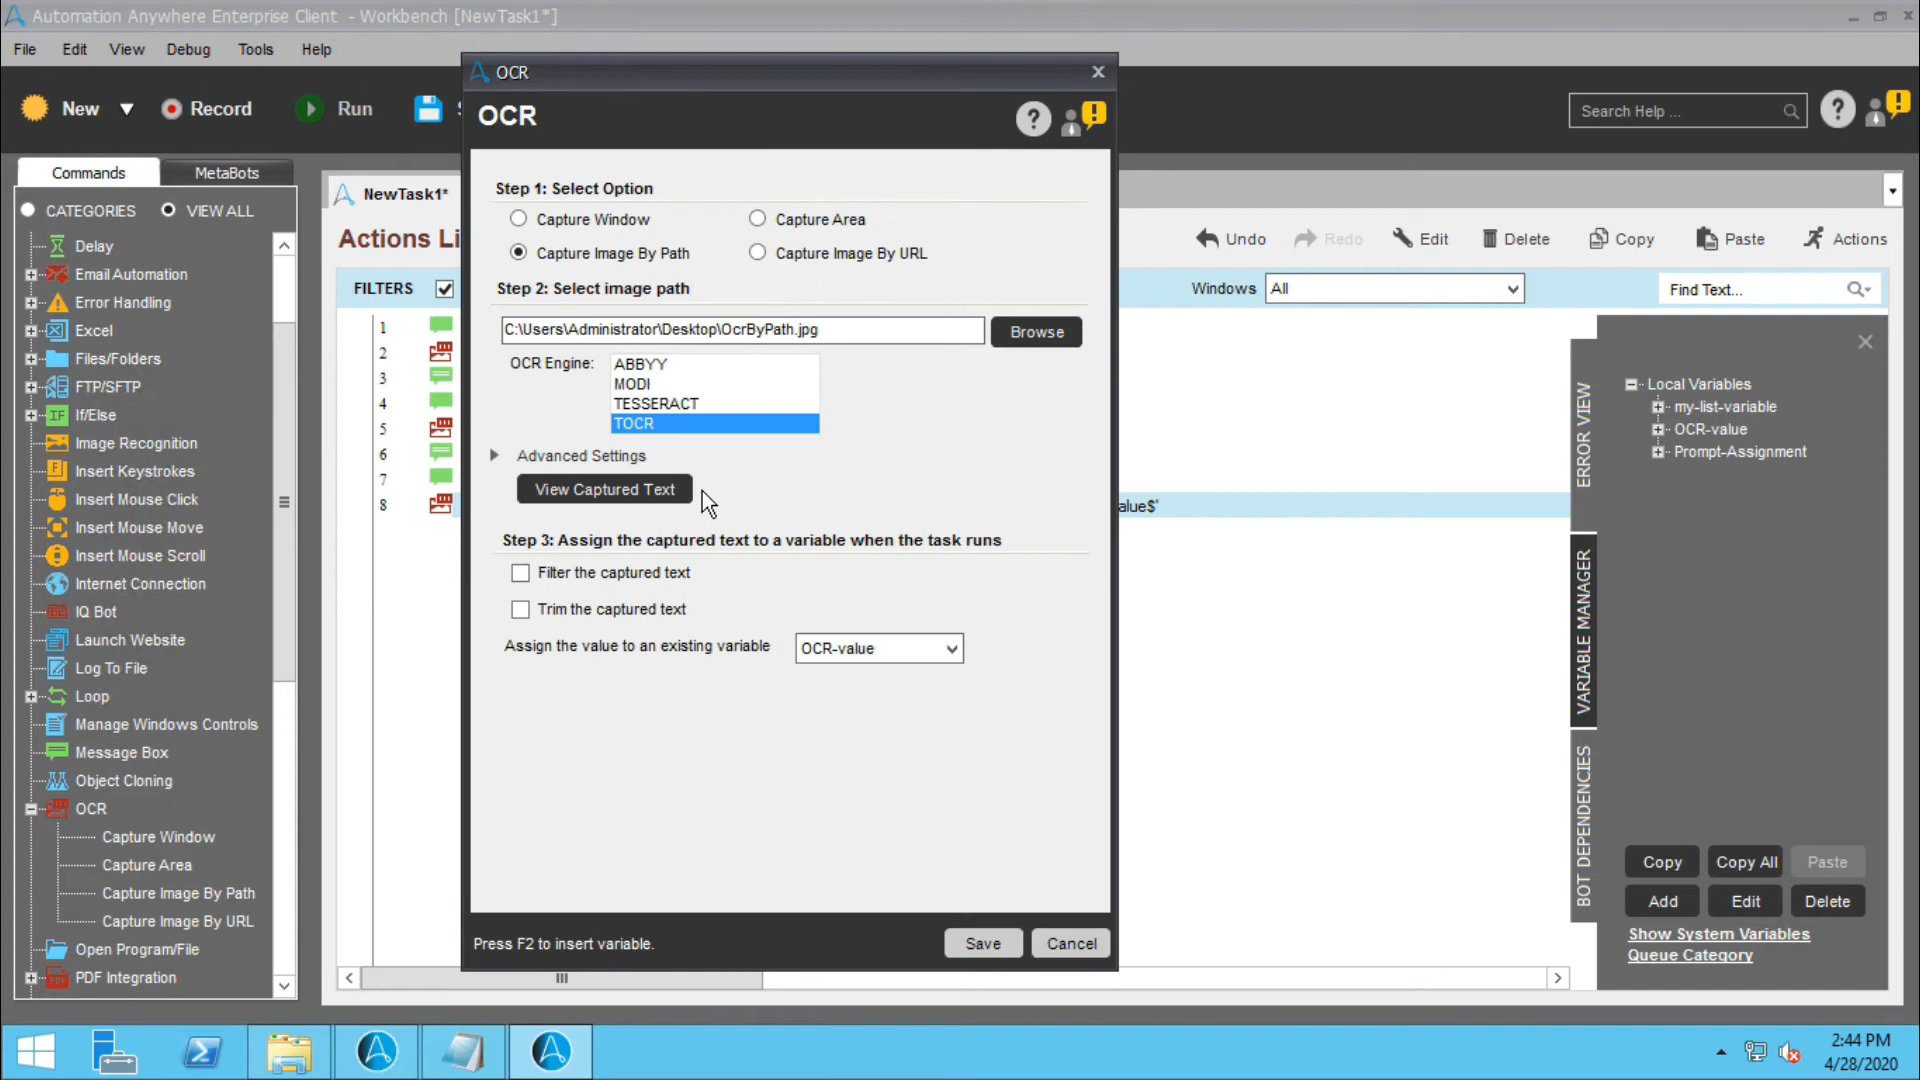 Automation Anywhere Enterprise Client - Workbench [NewTask1*]
File Edit View Debug Tools Help
New Record Run
Search Help ...
Commands MetaBots
CATEGORIES VIEW ALL
Delay
Email Automation
Error Handling
Excel
Files/Folders
FTP/SFTP
If/Else
Image Recognition
Insert Keystrokes
Insert Mouse Click
Insert Mouse Move
Insert Mouse Scroll
Internet Connection
IQ Bot
Launch Website
Log To File
Loop
Manage Windows Controls
Message Box
Object Cloning
OCR
Capture Window
Capture Area
Capture Image By Path
Capture Image By URL
Open Program/File
PDF Integration
NewTask1*
Actions Li
FILTERS
1
2
3
4
5
6
7
8
OCR
OCR
Step 1: Select Option
Capture Window Capture Area
Capture Image By Path Capture Image By URL
Step 2: Select image path
C:\Users\Administrator\Desktop\OcrByPath.jpg Browse
OCR Engine: ABBYY
MODI
TESSERACT
TOCR
Advanced Settings
View Captured Text
Step 3: Assign the captured text to a variable when the task runs
Filter the captured text
Trim the captured text
Assign the value to an existing variable OCR-value
Press F2 to insert variable. Save Cancel
Undo Redo Edit Delete Copy Paste Actions
Windows All Find Text...
alue$'
ERROR VIEW
VARIABLE MANAGER
BOT DEPENDENCIES
Local Variables
my-list-variable
OCR-value
Prompt-Assignment
Copy Copy All Paste
Add Edit Delete
Show System Variables
Queue Category
2:44 PM
4/28/2020